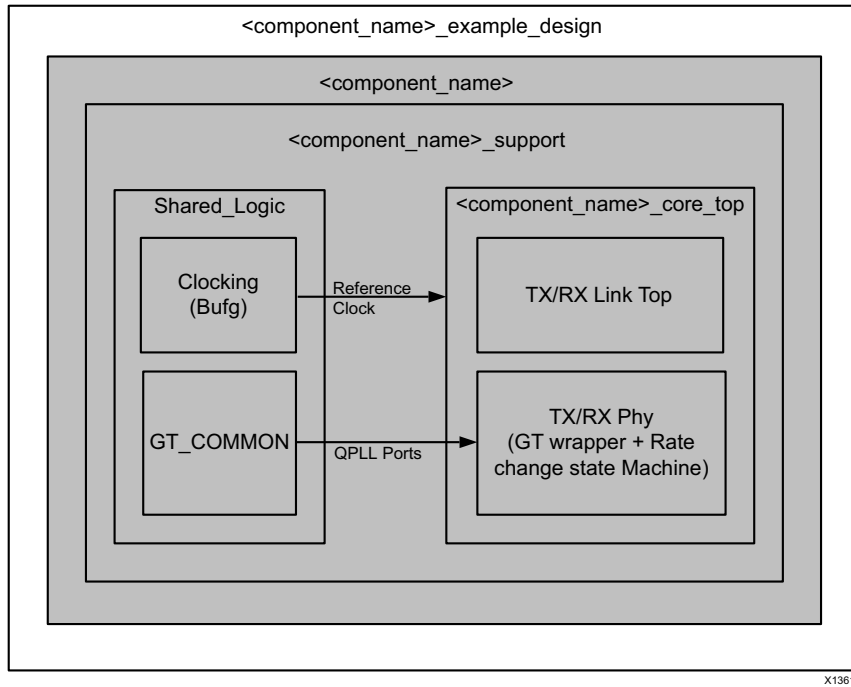 <component_name>_example_design
<component_name>
<component_name>_support
Shared_Logic
<component_name>_core_top
Clocking
(Bufg)
Reference
Clock
TX/RX Link Top
GT_COMMON
QPLL Ports
TX/RX Phy
(GT wrapper + Rate
change state Machine)